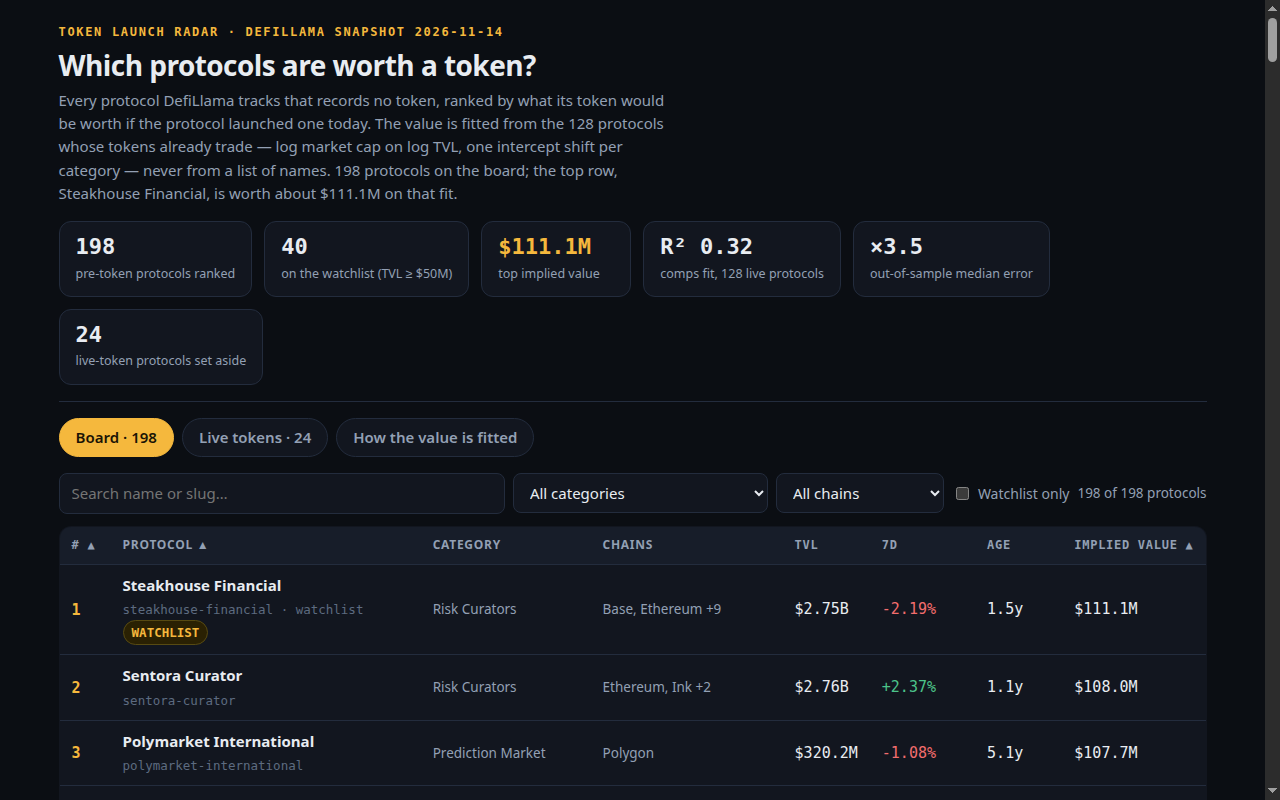 TOKEN LAUNCH RADAR · DEFILLAMA SNAPSHOT 2026-11-14
Which protocols are worth a token?
Every protocol DefiLlama tracks that records no token, ranked by what its token would
be worth if the protocol launched one today. The value is fitted from the 128 protocols
whose tokens already trade — log market cap on log TVL, one intercept shift per
category — never from a list of names. 198 protocols on the board; the top row,
Steakhouse Financial, is worth about $111.1M on that fit.
198
pre-token protocols ranked
40
on the watchlist (TVL ≥ $50M)
$111.1M
top implied value
R² 0.32
comps fit, 128 live protocols
×3.5
out-of-sample median error
24
live-token protocols set aside
Board · 198
Live tokens · 24
How the value is fitted
Search name or slug...
All categories
All chains
Watchlist only
198 of 198 protocols
# ▲ PROTOCOL ▲ CATEGORY CHAINS TVL 7D AGE IMPLIED VALUE ▲
1 Steakhouse Financial Risk Curators Base, Ethereum +9 $2.75B -2.19% 1.5y $111.1M
steakhouse-financial · watchlist
WATCHLIST
2 Sentora Curator Risk Curators Ethereum, Ink +2 $2.76B +2.37% 1.1y $108.0M
sentora-curator
3 Polymarket International Prediction Market Polygon $320.2M -1.08% 5.1y $107.7M
polymarket-international